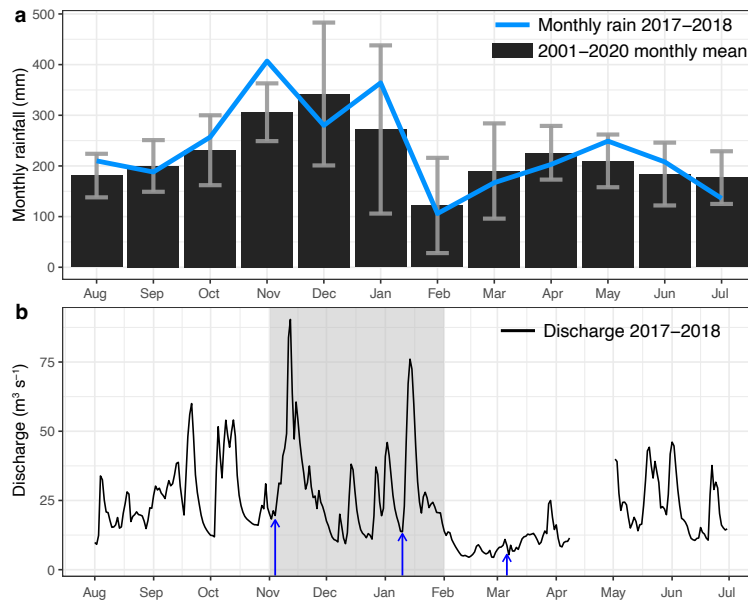 a
Monthly rain 2017–2018
2001–2020 monthly mean
Monthly rainfall (mm)
500
400
300
200
100
0
Aug Sep Oct Nov Dec Jan Feb Mar Apr May Jun Jul
b
Discharge 2017–2018
Discharge (m³ s⁻¹)
75
50
25
0
Aug Sep Oct Nov Dec Jan Feb Mar Apr May Jun Jul